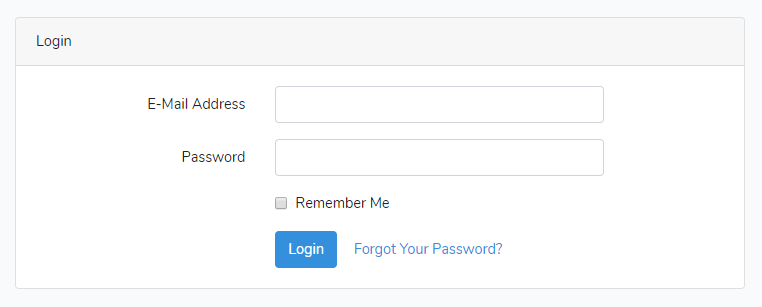 Login
E-Mail Address
Password
Remember Me
Login Forgot Your Password?